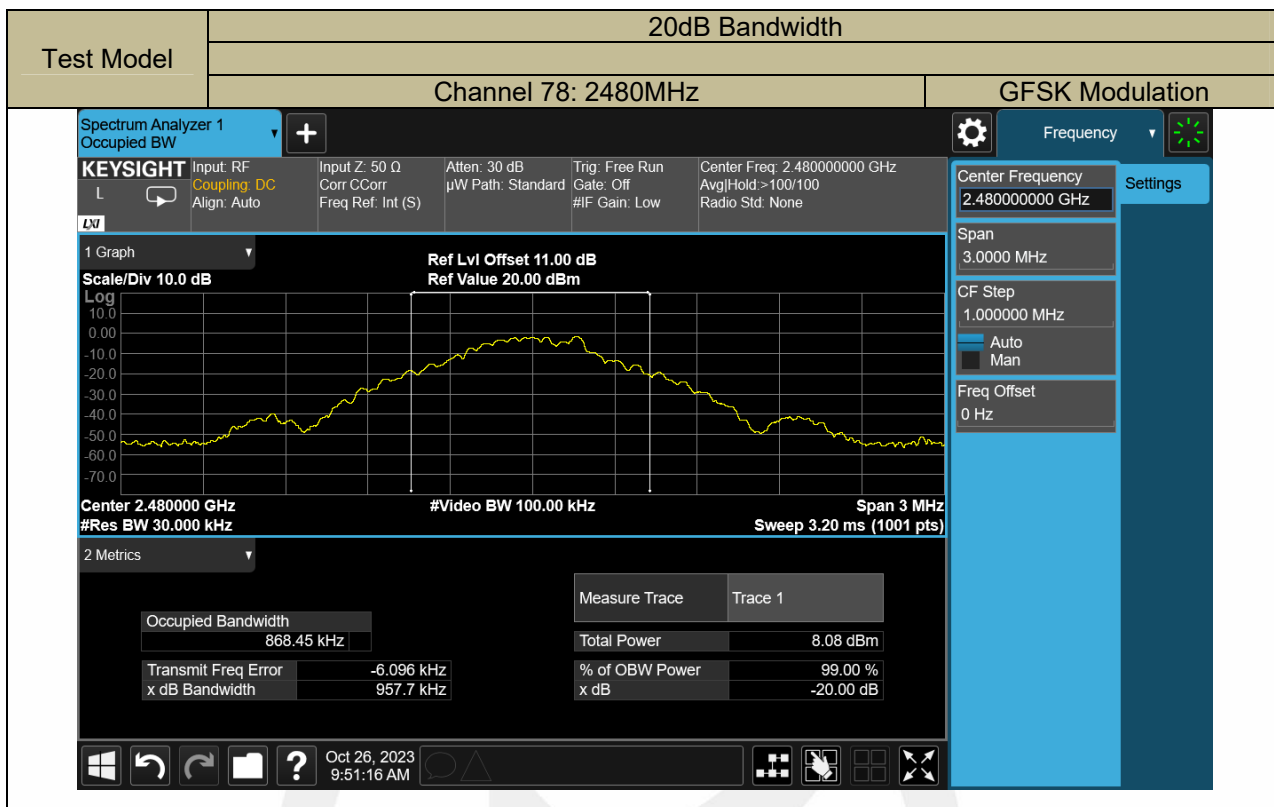 20dB Bandwidth
Test Model
Channel 78: 2480MHz GFSK Modulation
Spectrum Analyzer 1
Occupied BW
Frequency
KEYSIGHT
L
LXI
Input: RF
Coupling: DC
Align: Auto
Input Z: 50 Ω
Corr CCorr
Freq Ref: Int (S)
Atten: 30 dB
µW Path: Standard
Trig: Free Run
Gate: Off
#IF Gain: Low
Center Freq: 2.480000000 GHz
Avg|Hold:>100/100
Radio Std: None
Center Frequency
2.480000000 GHz
Settings
Span
3.0000 MHz
CF Step
1.000000 MHz
Auto
Man
Freq Offset
0 Hz
1 Graph
Scale/Div 10.0 dB
Ref Lvl Offset 11.00 dB
Ref Value 20.00 dBm
Log
10.0
0.00
-10.0
-20.0
-30.0
-40.0
-50.0
-60.0
-70.0
Center 2.480000 GHz #Video BW 100.00 kHz Span 3 MHz
#Res BW 30.000 kHz Sweep 3.20 ms (1001 pts)
2 Metrics
Measure Trace Trace 1
Occupied Bandwidth
868.45 kHz
Total Power 8.08 dBm
Transmit Freq Error -6.096 kHz
% of OBW Power 99.00 %
x dB Bandwidth 957.7 kHz
x dB -20.00 dB
?
Oct 26, 2023
9:51:16 AM